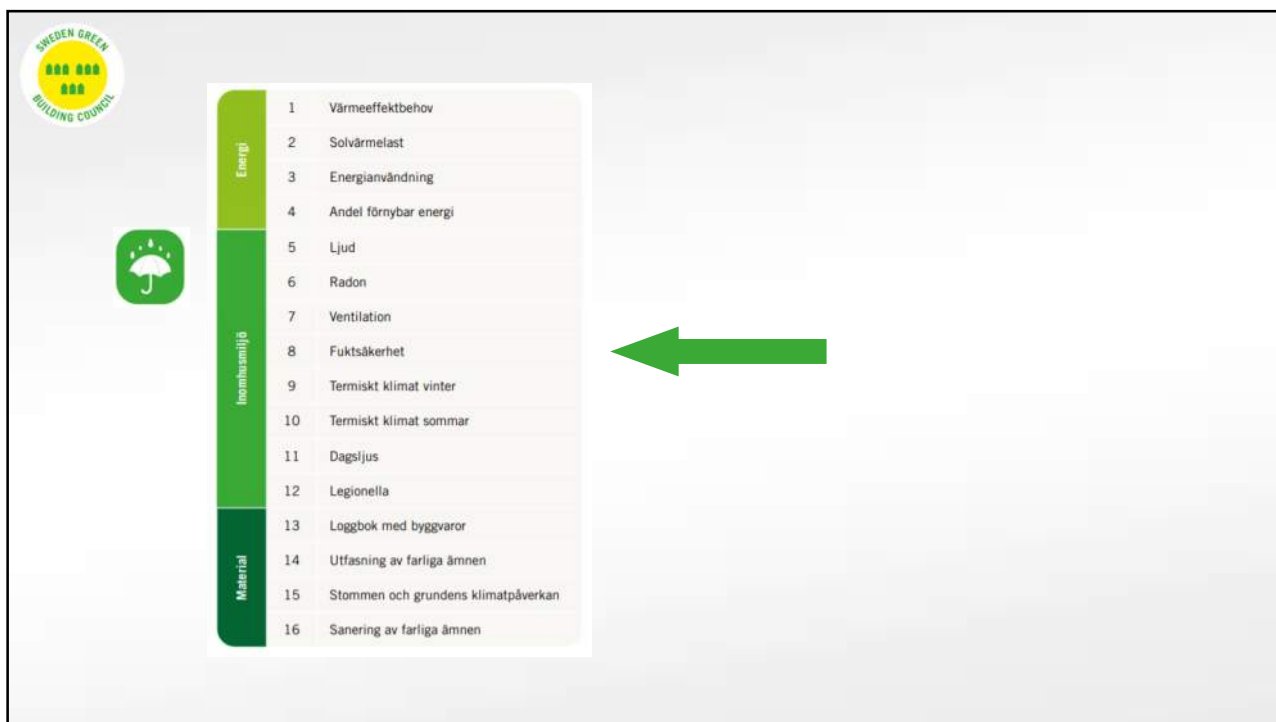 SWEDEN GREEN
BUILDING COUNCIL
Energi
1 Värmeeffektbehov
2 Solvärmelast
3 Energianvändning
4 Andel förnybar energi
Inomhusmiljö
5 Ljud
6 Radon
7 Ventilation
8 Fuktsäkerhet
9 Termiskt klimat vinter
10 Termiskt klimat sommar
11 Dagsljus
12 Legionella
Material
13 Loggbok med byggvaror
14 Utfasning av farliga ämnen
15 Stommen och grundens klimatpåverkan
16 Sanering av farliga ämnen